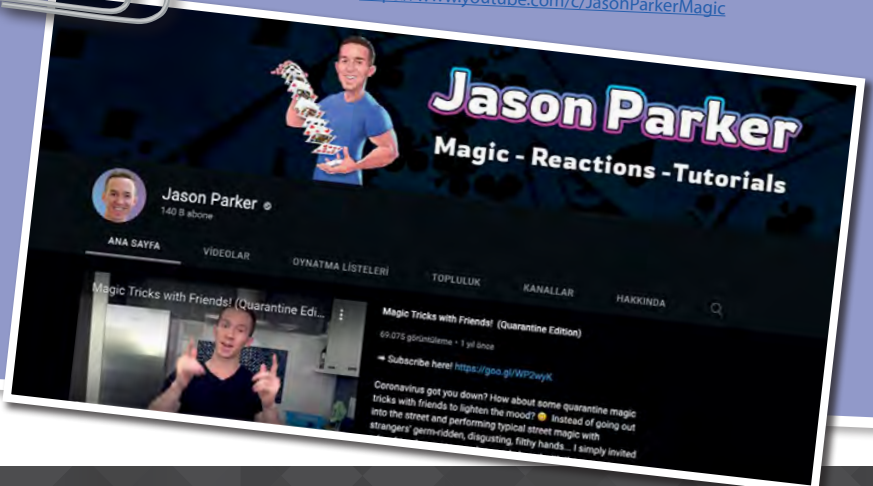 youtube.com/c/JasonParkerMagic
Jason Parker
Magic - Reactions -Tutorials
Jason Parker
140 B abone
ANA SAYFA
VİDEOLAR
OYNATMA LİSTELERİ
TOPLULUK
KANALLAR
HAKKINDA
Magic Tricks with Friends! (Quarantine Edi...
Magic Tricks with Friends! (Quarantine Edition)
69.075 görüntüleme • 1 yıl önce
➡ Subscribe here! https://goo.gl/WP2wyK
Coronavirus got you down? How about some quarantine magic
tricks with friends to lighten the mood? 😀 Instead of going out
into the street and performing typical street magic with
strangers' germ-ridden, disgusting, filthy hands... I simply invited